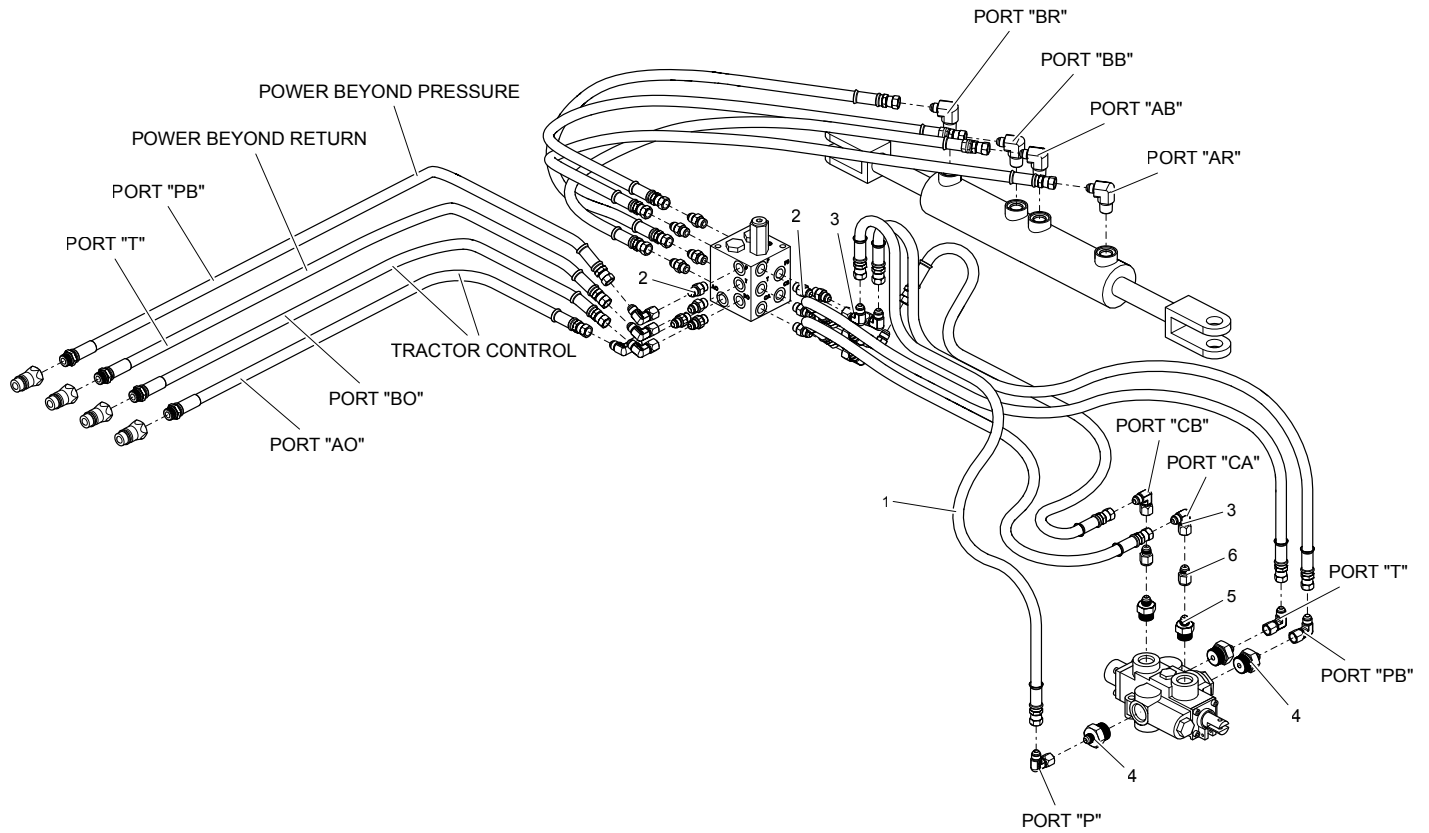 PORT "BR"
PORT "BB"
PORT "AB"
PORT "AR"
POWER BEYOND PRESSURE
POWER BEYOND RETURN
PORT "PB"
PORT "T"
2
3
2
TRACTOR CONTROL
PORT "BO"
PORT "AO"
PORT "CB"
PORT "CA"
1
3
6
PORT "T"
5
PORT "PB"
4
4
PORT "P"